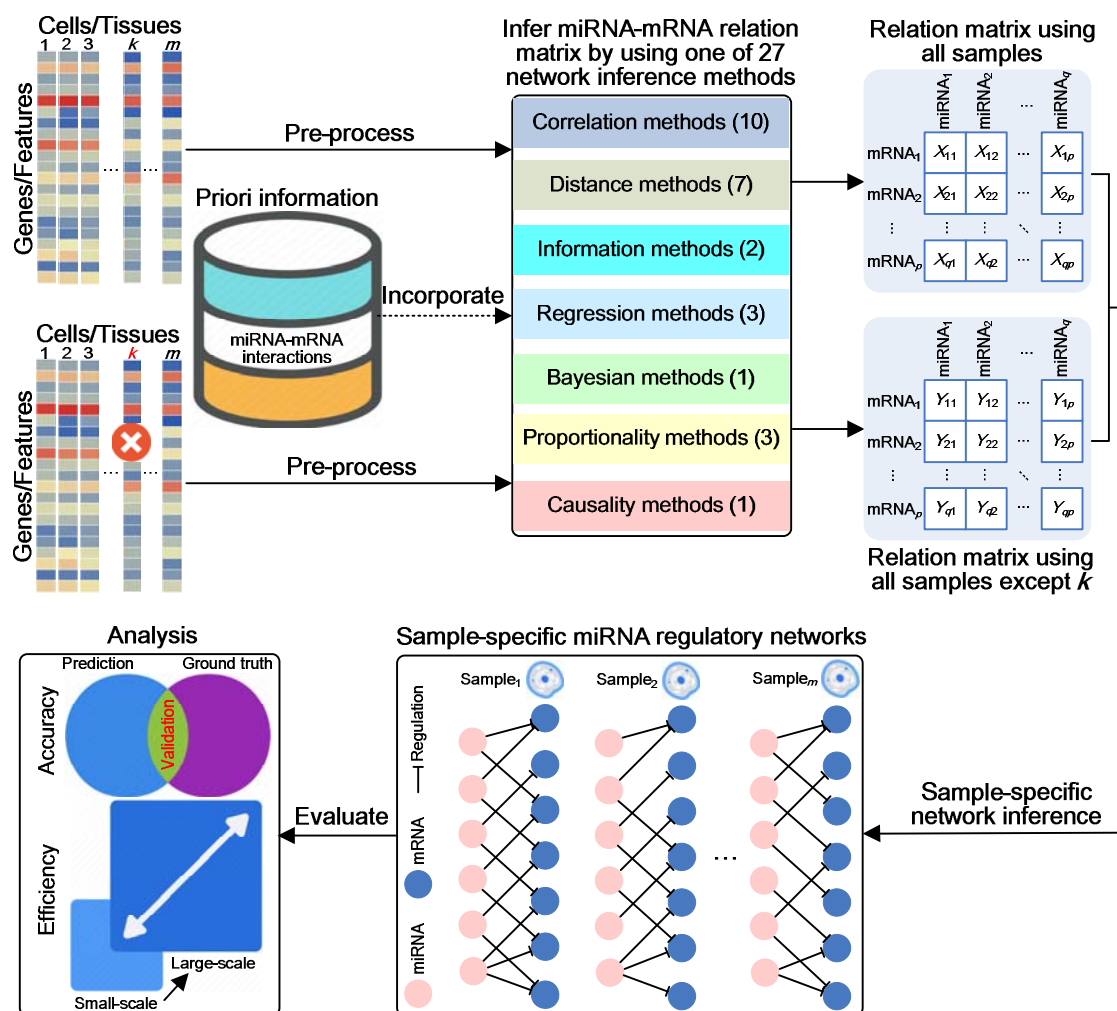 Cells/Tissues
1 2 3 k m
Genes/Features
... ...
Pre-process
Priori information
miRNA-mRNA
interactions
Incorporate
Cells/Tissues
1 2 3 k m
Genes/Features
... ...
Pre-process
Infer miRNA-mRNA relation
matrix by using one of 27
network inference methods
Correlation methods (10)
Distance methods (7)
Information methods (2)
Regression methods (3)
Bayesian methods (1)
Proportionality methods (3)
Causality methods (1)
Relation matrix using
all samples
miRNA1 miRNA2 ... miRNAq
mRNA1 X11 X12 ... X1p
mRNA2 X21 X22 ... X2p
⋮ ⋮ ⋮ ⋱ ⋮
mRNAp Xq1 Xq2 ... Xqp
miRNA1 miRNA2 ... miRNAq
mRNA1 Y11 Y12 ... Y1p
mRNA2 Y21 Y22 ... Y2p
⋮ ⋮ ⋮ ⋱ ⋮
mRNAp Yq1 Yq2 ... Yqp
Relation matrix using
all samples except k
Sample-specific
network inference
Sample-specific miRNA regulatory networks
Sample1 Sample2 Samplem
Regulation
mRNA
miRNA
...
Evaluate
Analysis
Prediction Ground truth
Accuracy
Validation
Efficiency
Large-scale
Small-scale